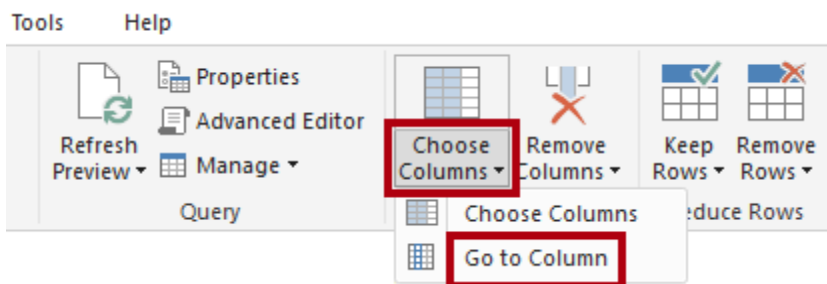 Tools Help
Properties
Advanced Editor
Refresh Preview
Manage
Choose Columns
Remove Columns
Keep Rows
Remove Rows
Query
Choose Columns
Rows
Go to Column